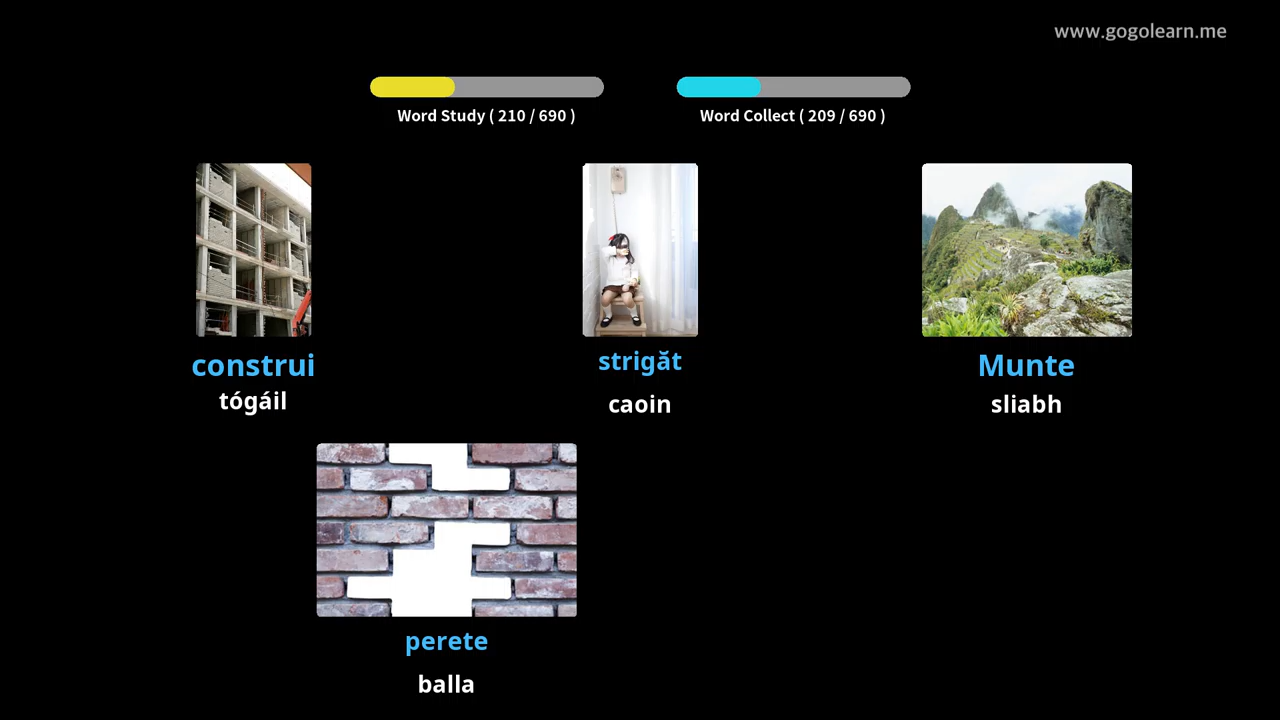 www.gogolearn.me
Word Study ( 210 / 690 )
Word Collect ( 209 / 690 )
construi
tógáil
strigăt
caoin
Munte
sliabh
perete
balla